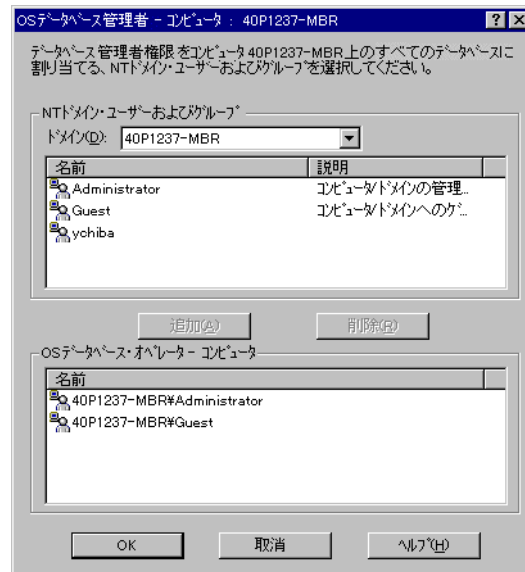 OSﾃﾞｰﾀﾍﾞｰｽ管理者 - ｺﾝﾋﾟｭｰﾀ : 40P1237-MBR
ﾃﾞｰﾀﾍﾞｰｽ管理者権限をｺﾝﾋﾟｭｰﾀ 40P1237-MBR上のすべてのﾃﾞｰﾀﾍﾞｰｽに
割り当てる、NTﾄﾞﾒｲﾝ・ﾕｰｻﾞｰおよびｸﾞﾙｰﾌﾟを選択してください。
NTﾄﾞﾒｲﾝ・ﾕｰｻﾞｰおよびｸﾞﾙｰﾌﾟ
ﾄﾞﾒｲﾝ(D): 40P1237-MBR
名前 説明
Administrator ｺﾝﾋﾟｭｰﾀ/ﾄﾞﾒｲﾝの管理...
Guest ｺﾝﾋﾟｭｰﾀ/ﾄﾞﾒｲﾝへのｹﾞ...
ychiba
追加(A) 削除(R)
OSﾃﾞｰﾀﾍﾞｰｽ・ｵﾍﾟﾚｰﾀ - ｺﾝﾋﾟｭｰﾀ
名前
40P1237-MBR¥Administrator
40P1237-MBR¥Guest
OK 取消 ﾍﾙﾌﾟ(H)